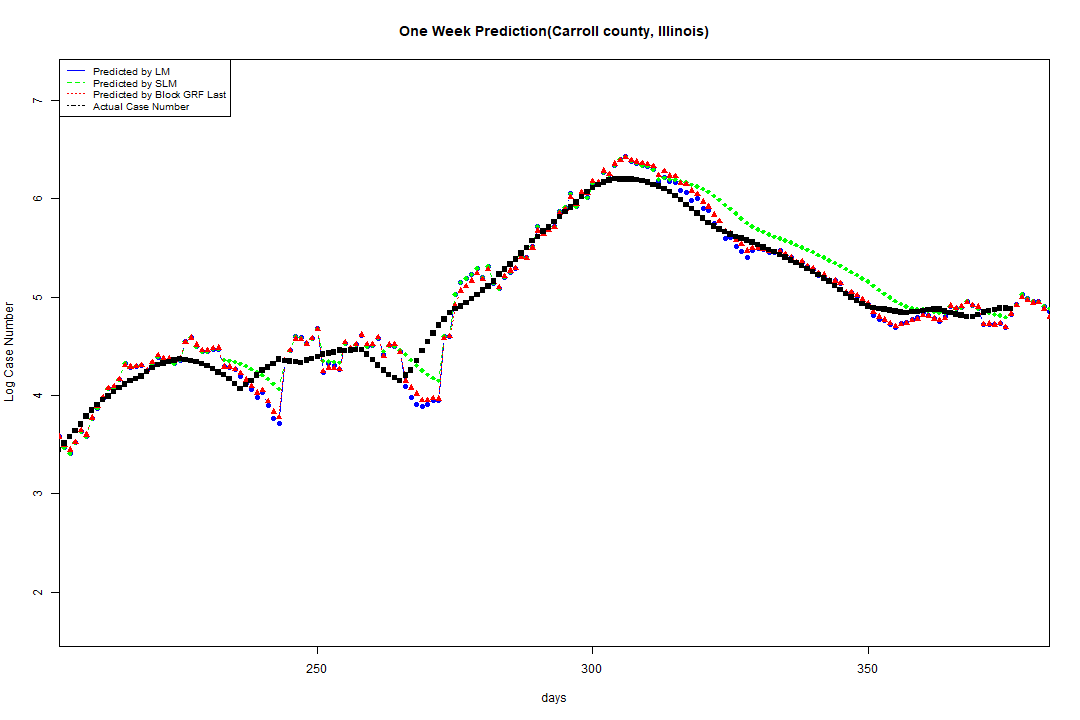 One Week Prediction(Carroll county, Illinois)
Predicted by LM
Predicted by SLM
Predicted by Block GRF Last
Actual Case Number
7
6
5
4
3
2
Log Case Number
250 300 350
days